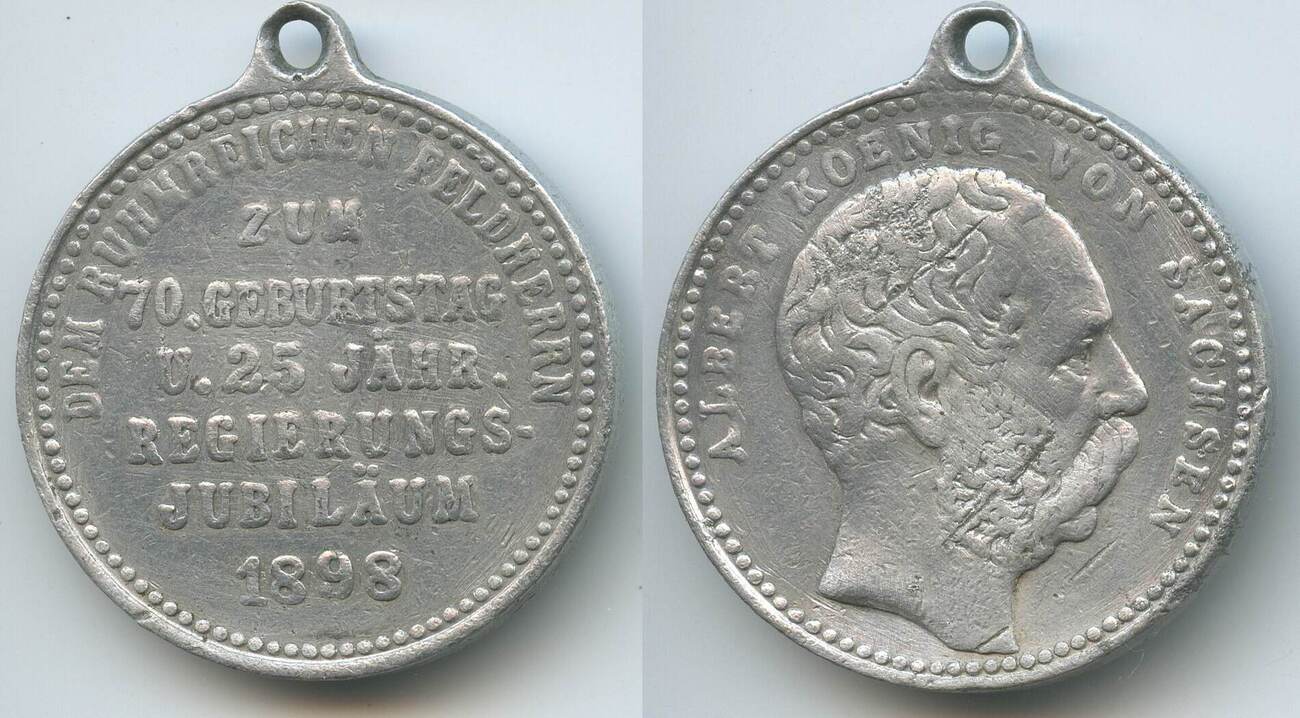 DEM RUHMREICHEN FELDHERRN
ZUM
70. GEBURTSTAG
U. 25 JÄHR.
REGIERUNGS-
JUBILÄUM
1898
ALBERT KOENIG VON SACHSEN